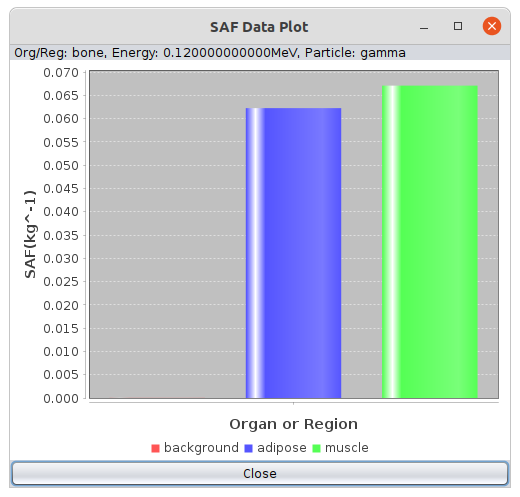 SAF Data Plot
Org/Reg: bone, Energy: 0.120000000000MeV, Particle: gamma
0.070
0.065
0.060
0.055
0.050
0.045
0.040
0.035
0.030
0.025
0.020
0.015
0.010
0.005
0.000
SAF(kg^-1)
Organ or Region
background adipose muscle
Close